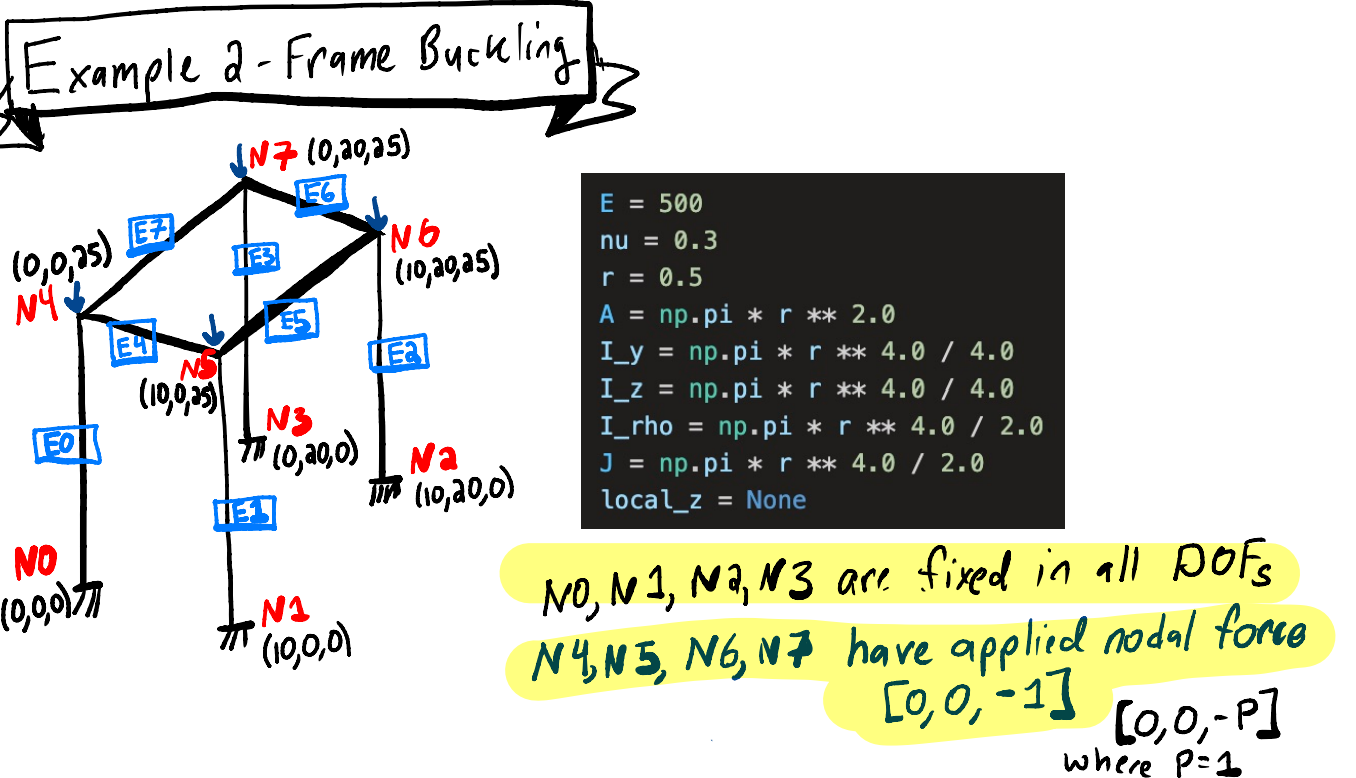 Example 2 - Frame Buckling
N7 (0,20,25)
E6
E7
N6
(10,20,25)
E3
(0,0,25)
N4
E5
E4
E2
N5
(10,0,25)
N3
(0,20,0)
E0
N2
(10,20,0)
E1
N0
(0,0,0)
N1
(10,0,0)
E = 500
nu = 0.3
r = 0.5
A = np.pi * r ** 2.0
I_y = np.pi * r ** 4.0 / 4.0
I_z = np.pi * r ** 4.0 / 4.0
I_rho = np.pi * r ** 4.0 / 2.0
J = np.pi * r ** 4.0 / 2.0
local_z = None
N0, N1, N2, N3 are fixed in all DOFs
N4, N5, N6, N7 have applied nodal force
[0, 0, -1]
[0, 0, -P]
where P=1